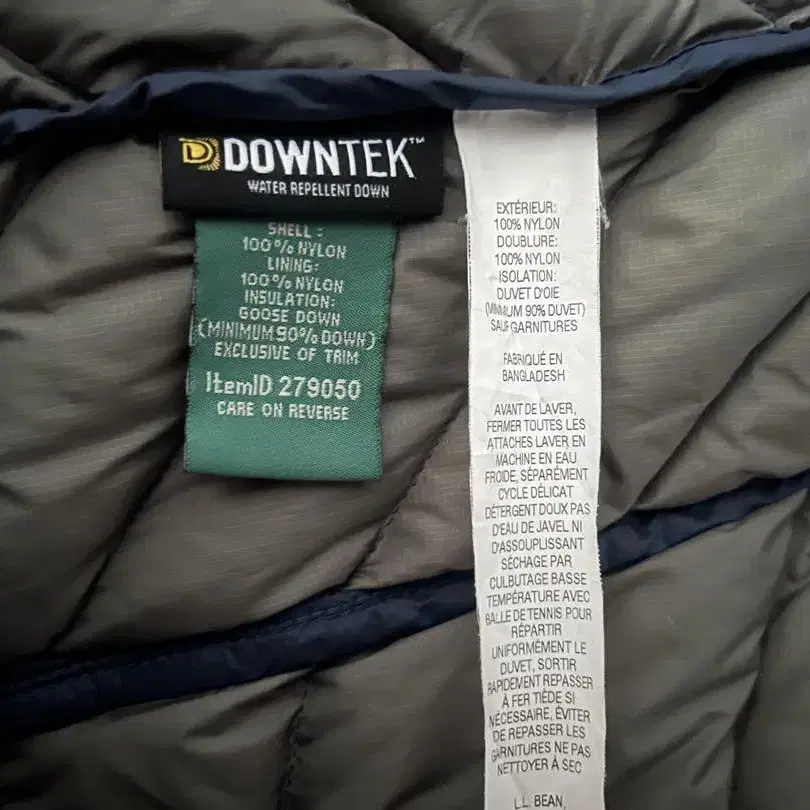 DOWNTEK™
WATER REPELLENT DOWN
SHELL :
100% NYLON
LINING:
100% NYLON
INSULATION:
GOOSE DOWN
(MINIMUM 90% DOWN)
EXCLUSIVE OF TRIM
ItemID 279050
CARE ON REVERSE
EXTÉRIEUR:
100% NYLON
DOUBLURE:
100% NYLON
ISOLATION:
DUVET D'OIE
(MINIMUM 90% DUVET)
SAUF GARNITURES
FABRIQUÉ EN
BANGLADESH
AVANT DE LAVER,
FERMER TOUTES LES
ATTACHES LAVER EN
MACHINE EN EAU
FROIDE, SÉPARÉMENT
CYCLE DÉLICAT
DÉTERGENT DOUX PAS
D'EAU DE JAVEL NI
D'ASSOUPLISSANT
SÉCHAGE PAR
CULBUTAGE BASSE
TEMPÉRATURE AVEC
BALLE DE TENNIS POUR
RÉPARTIR
UNIFORMÉMENT LE
DUVET, SORTIR
RAPIDEMENT REPASSER
À FER TIÈDE SI
NÉCESSAIRE, ÉVITER
DE REPASSER LES
GARNITURES NE PAS
NETTOYER À SEC
L.L. BEAN,